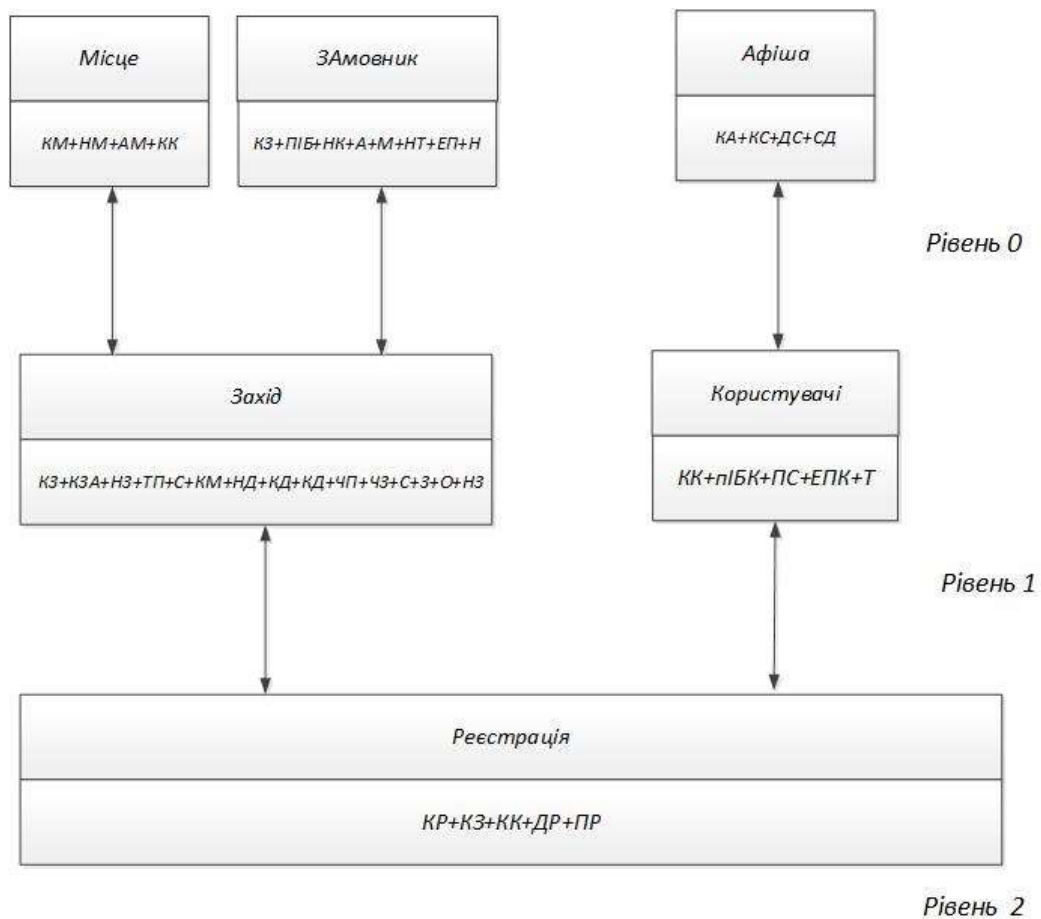 Місце
ЗАмовник
Афіша
КМ+НМ+АМ+КК
КЗ+ПІБ+НК+А+М+НТ+ЕП+Н
КА+КС+ДС+СД
Рівень 0
Захід
Користувачі
КЗ+КЗА+НЗ+ТП+С+КМ+НД+КД+КД+ЧП+ЧЗ+С+З+О+НЗ
КК+пІБК+ПС+ЕПК+Т
Рівень 1
Реєстрація
КР+КЗ+КК+ДР+ПР
Рівень 2